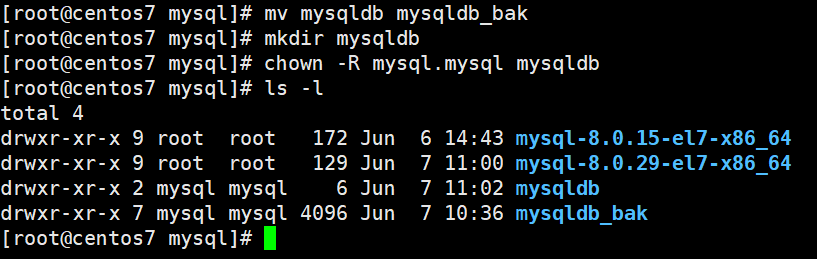 [root@centos7 mysql]# mv mysqldb mysqldb_bak
[root@centos7 mysql]# mkdir mysqldb
[root@centos7 mysql]# chown -R mysql.mysql mysqldb
[root@centos7 mysql]# ls -l
total 4
drwxr-xr-x 9 root  root   172 Jun  6 14:43 mysql-8.0.15-el7-x86_64
drwxr-xr-x 9 root  root   129 Jun  7 11:00 mysql-8.0.29-el7-x86_64
drwxr-xr-x 2 mysql mysql    6 Jun  7 11:02 mysqldb
drwxr-xr-x 7 mysql mysql 4096 Jun  7 10:36 mysqldb_bak
[root@centos7 mysql]#